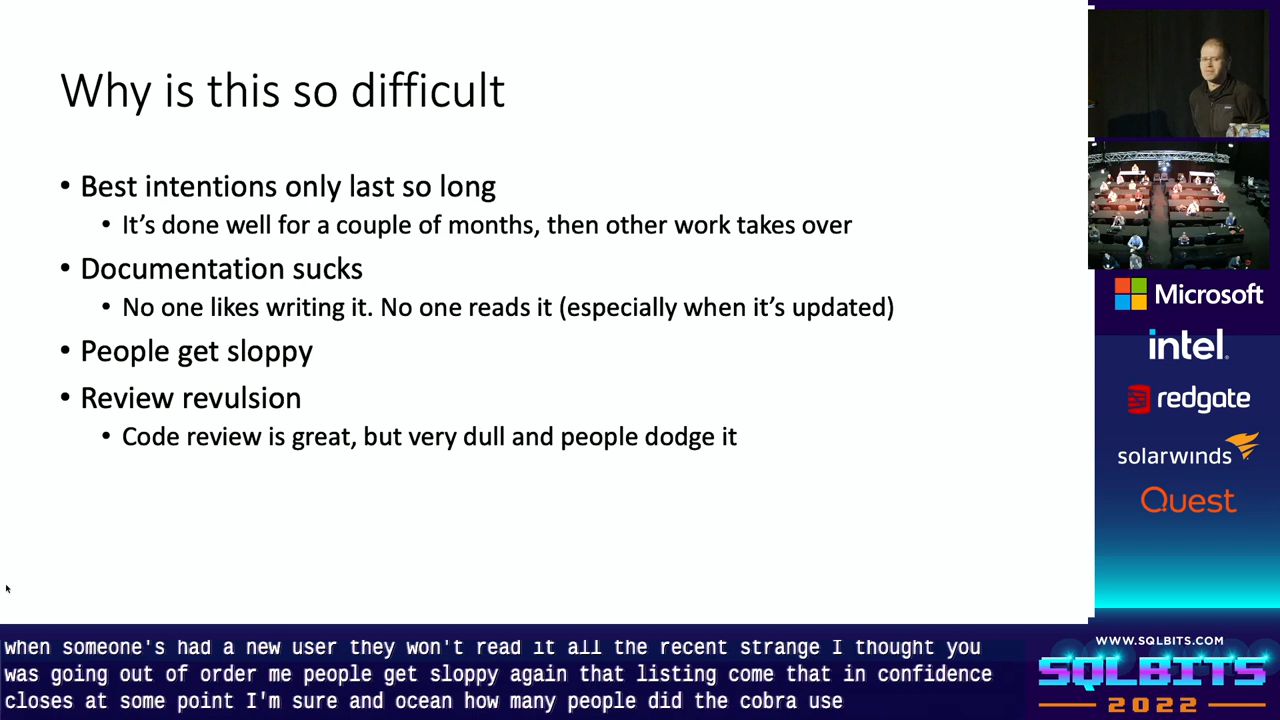 Why is this so difficult
• Best intentions only last so long
• It’s done well for a couple of months, then other work takes over
• Documentation sucks
• No one likes writing it. No one reads it (especially when it’s updated)
• People get sloppy
• Review revulsion
• Code review is great, but very dull and people dodge it
Microsoft
intel.
redgate
solarwinds
Quest
WWW.SQLBITS.COM
SQLBITS
2022
when someone's had a new user they won't read it all the recent strange I thought you
was going out of order me people get sloppy again that listing come that in confidence
closes at some point I'm sure and ocean how many people did the cobra use